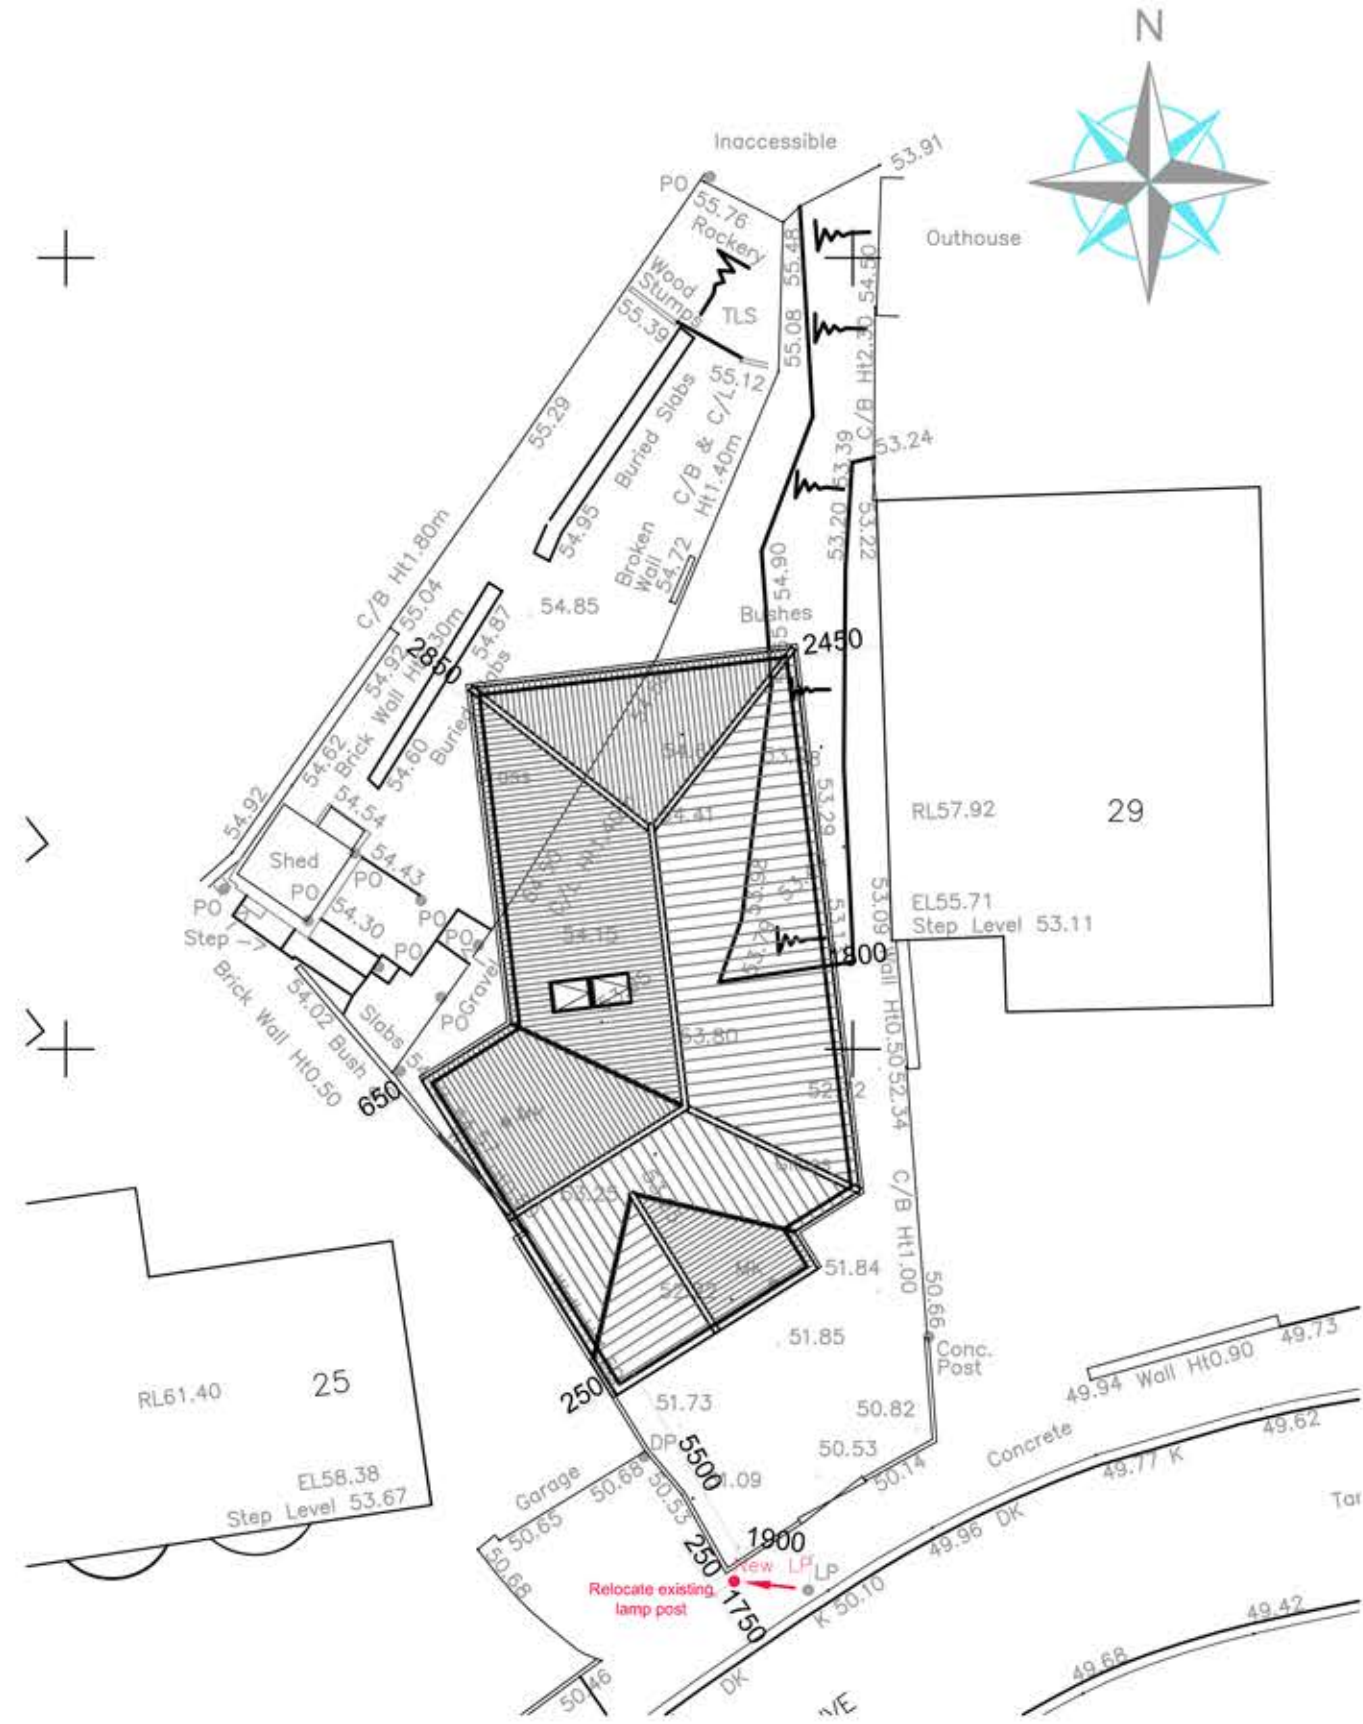 N
Inaccessible
53.91
PO
55.76
Rockery
Outhouse
55.48
54.50
Wood
Stumps
TLS
55.39
55.08
C/B Ht2.30
55.12
55.29
Buried Slabs
C/B & C/L
Ht1.40m
53.39
53.24
54.95
53.20
53.22
Broken
Wall
54.72
C/B Ht1.80m
54.90
55.04
54.85
Bushes
54.87
2450
2850
54.92
Brick Wall
54.62
54.60
54.92
54.54
53.29
RL57.92
29
Shed
54.43
PO
PO
53.98
PO
54.30
PO
PO
PO
EL55.71
Step Level 53.11
53.09
Step
54.15
53.79
1800
Gravel
Brick Wall Ht0.50
54.02 Bush
Slabs
PO
Wall Ht0.50
53.80
52.34
650
C/B Ht1.00
53.25
51.84
50.66
51.85
Conc.
Post
49.73
49.94 Wall Ht0.90
RL61.40
25
250
51.73
50.82
49.62
Concrete
DP
5500
50.53
50.14
49.77 K
EL58.38
Step Level 53.67
Garage
50.68
50.53
50.65
49.96 DK
1900
250
New LP
LP
50.68
Relocate existing
lamp post
1750
K 50.10
49.42
49.68
DK
50.46